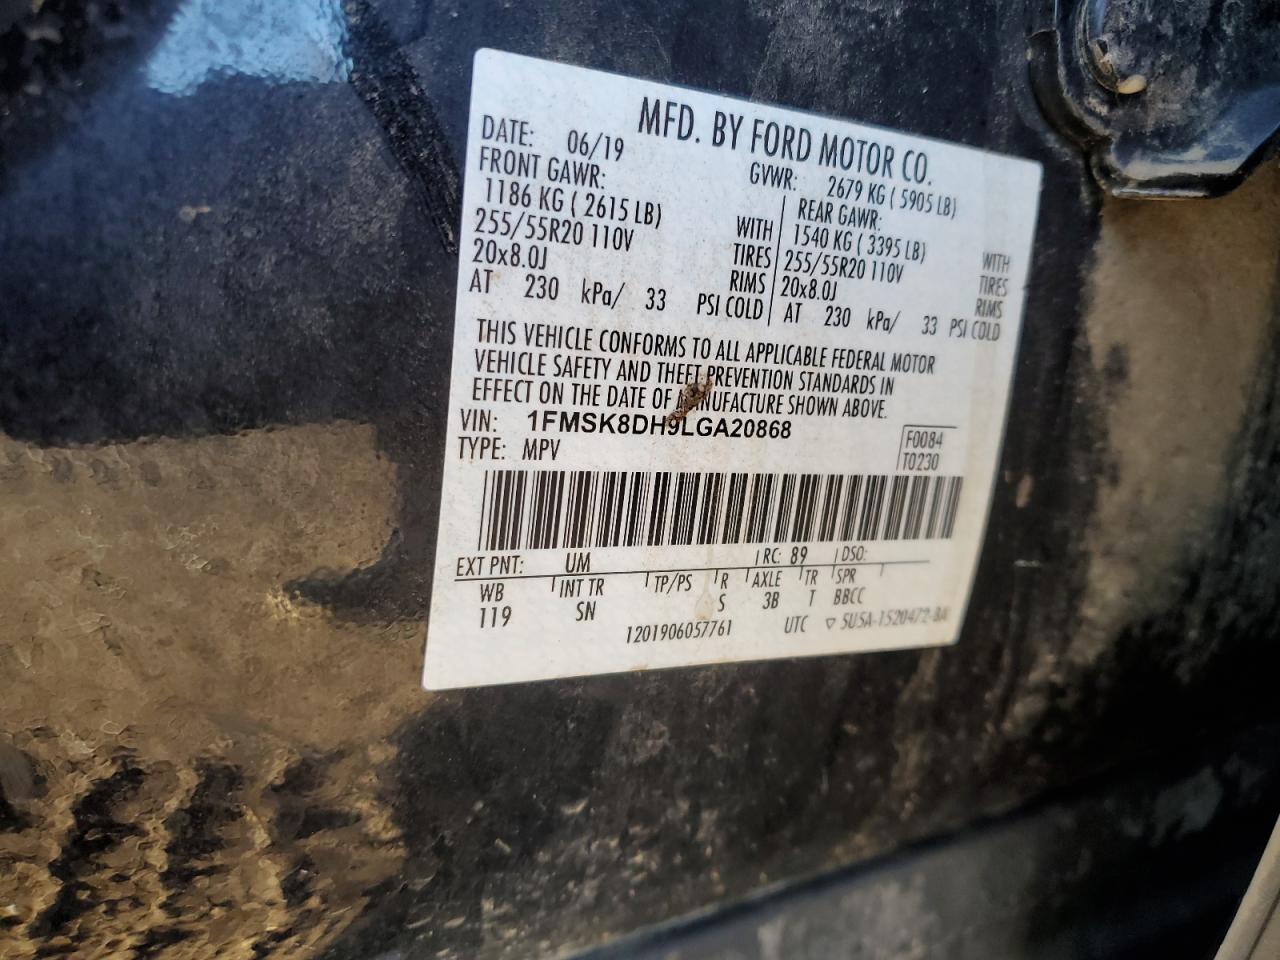 MFD. BY FORD MOTOR CO.
DATE: 06/19 GVWR: 2679 KG ( 5905 LB)
FRONT GAWR: REAR GAWR:
1186 KG ( 2615 LB) WITH 1540 KG ( 3395 LB) WITH
255/55R20 110V TIRES 255/55R20 110V TIRES
20x8.0J RIMS 20x8.0J RIMS
AT 230 kPa/ 33 PSI COLD AT 230 kPa/ 33 PSI COLD
THIS VEHICLE CONFORMS TO ALL APPLICABLE FEDERAL MOTOR
VEHICLE SAFETY AND THEFT PREVENTION STANDARDS IN
EFFECT ON THE DATE OF MANUFACTURE SHOWN ABOVE.
VIN: 1FMSK8DH9LGA20868
TYPE: MPV
F0084
T0230
EXT PNT: UM RC: 89 DSO:
WB INT TR TP/PS R AXLE TR SPR
119 SN S 3B T BBCC
1201906057761 UTC ▽ 5U5A-1520472-BA